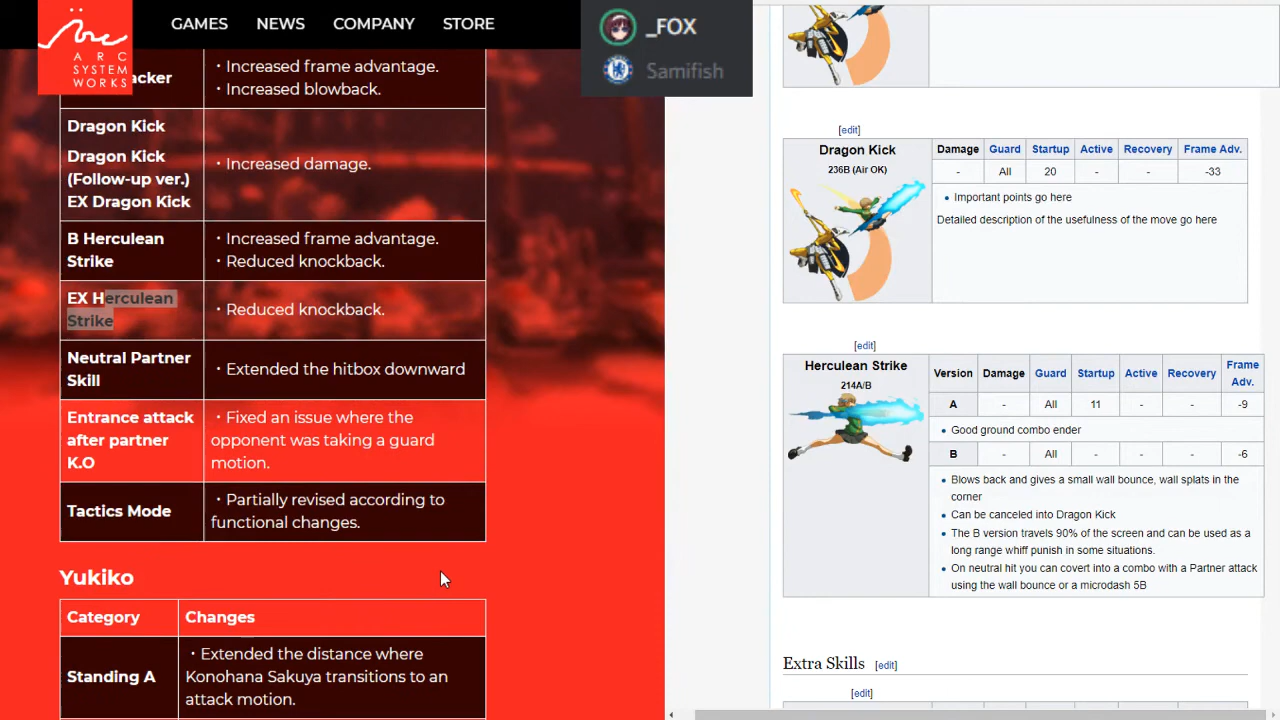 GAMES NEWS COMPANY STORE
ARC
SYSTEM
WORKS
acker
・Increased frame advantage.
・Increased blowback.
Dragon Kick
Dragon Kick
(Follow-up ver.)
EX Dragon Kick
・Increased damage.
B Herculean
Strike
・Increased frame advantage.
・Reduced knockback.
EX Herculean
Strike
・Reduced knockback.
Neutral Partner
Skill
・Extended the hitbox downward
Entrance attack
after partner
K.O
・Fixed an issue where the
opponent was taking a guard
motion.
Tactics Mode
・Partially revised according to
functional changes.
Yukiko
Category Changes
Standing A
・Extended the distance where
Konohana Sakuya transitions to an
attack motion.
_FOX
Samifish
[edit]
Dragon Kick
236B (Air OK)
Damage Guard Startup Active Recovery Frame Adv.
- All 20 - - -33
• Important points go here
Detailed description of the usefulness of the move go here
[edit]
Herculean Strike
214A/B
Version Damage Guard Startup Active Recovery Frame
Adv.
A - All 11 - - -9
• Good ground combo ender
B - All - - -6
• Blows back and gives a small wall bounce, wall splats in the
corner
• Can be canceled into Dragon Kick
• The B version travels 90% of the screen and can be used as a
long range whiff punish in some situations.
• On neutral hit you can covert into a combo with a Partner attack
using the wall bounce or a microdash 5B
Extra Skills [edit]
[edit]